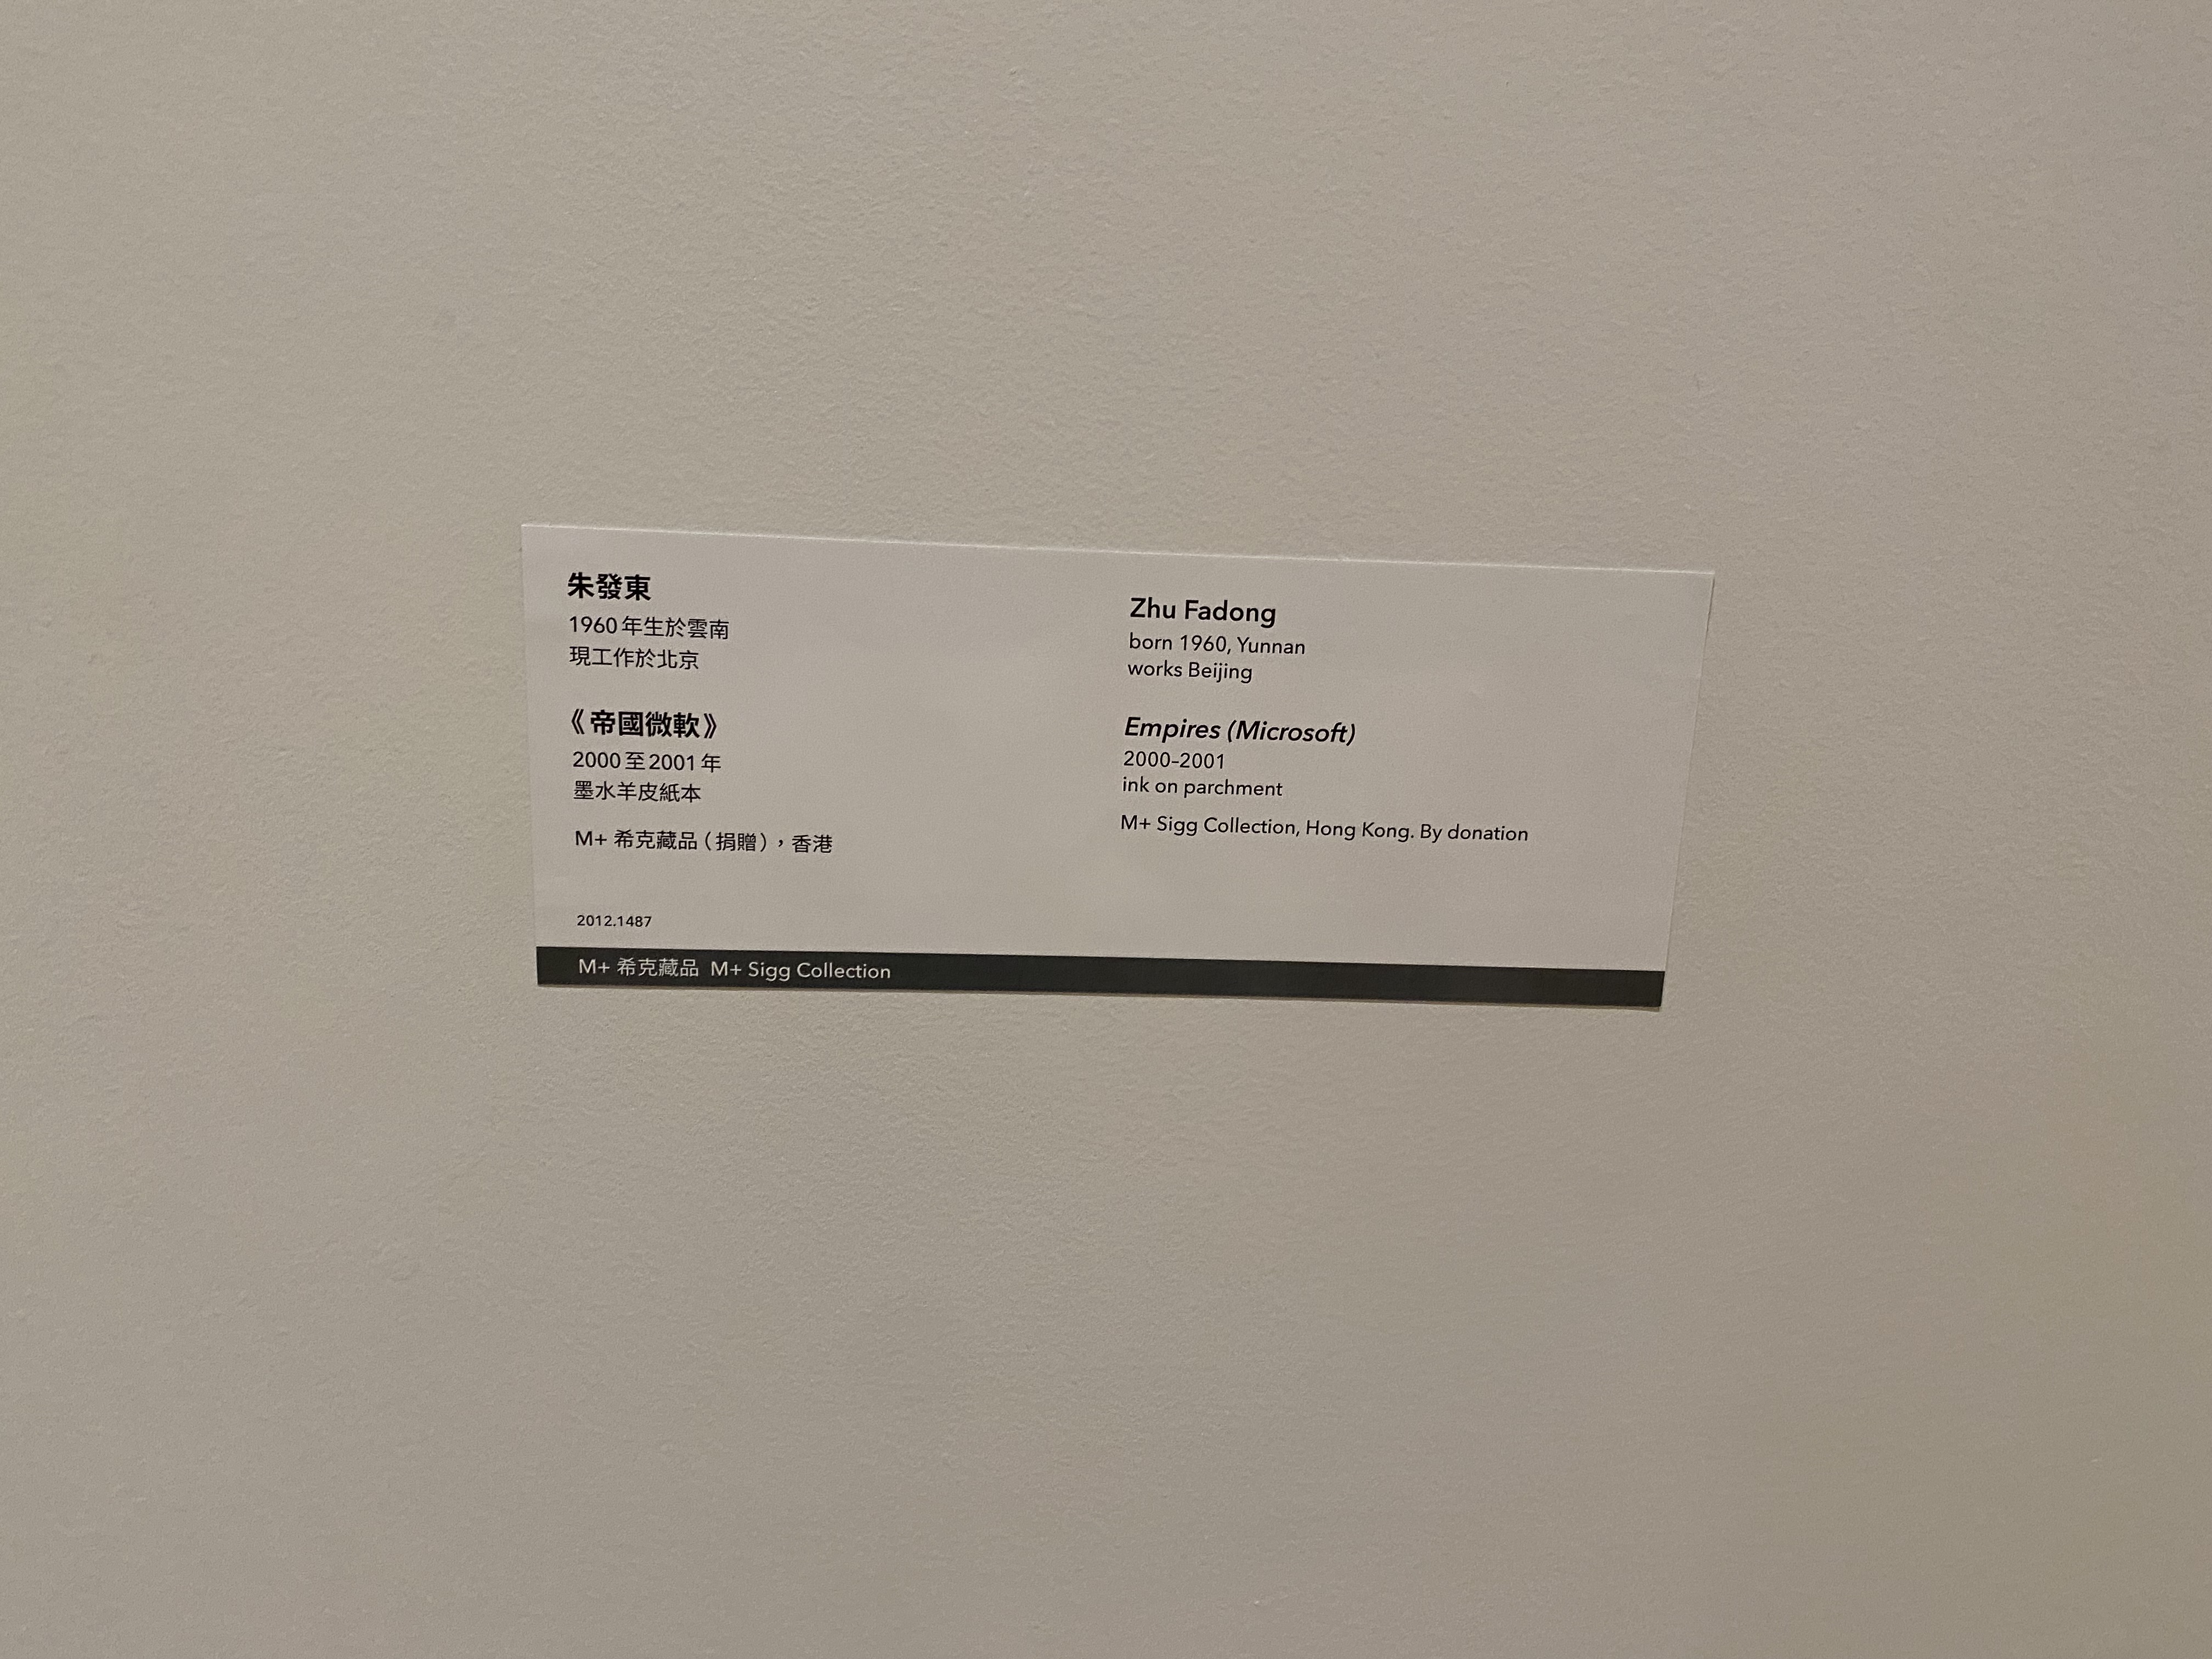 朱發東
1960年生於雲南
現工作於北京
《帝國微軟》
2000至2001年
墨水羊皮紙本
M+ 希克藏品（捐贈），香港
2012.1487
Zhu Fadong
born 1960, Yunnan
works Beijing
Empires (Microsoft)
2000–2001
ink on parchment
M+ Sigg Collection, Hong Kong. By donation
M+ 希克藏品 M+ Sigg Collection